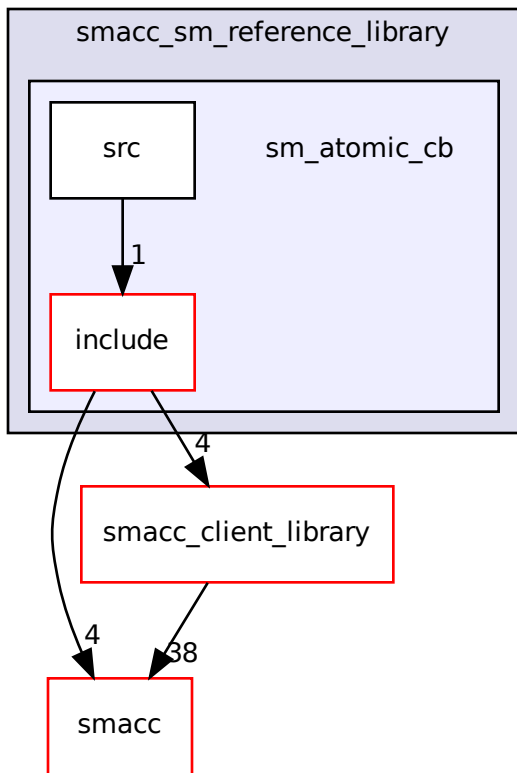 smacc_sm_reference_library
src
sm_atomic_cb
1
include
4
smacc_client_library
4
38
smacc